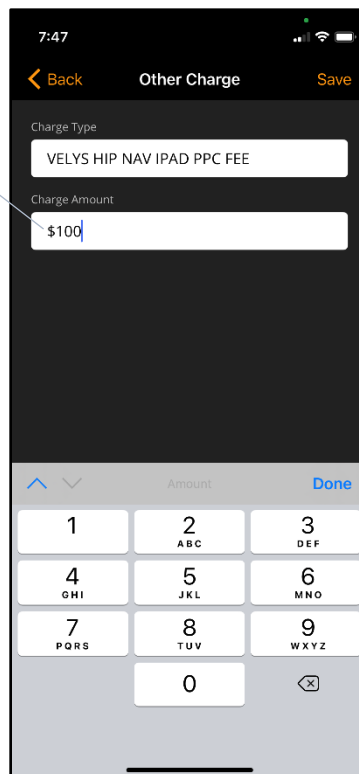 7:47
Back Other Charge Save
Charge Type
VELYS HIP NAV IPAD PPC FEE
Charge Amount
$100
Amount Done
1 2 3
ABC DEF
4 5 6
GHI JKL MNO
7 8 9
PQRS TUV WXYZ
0